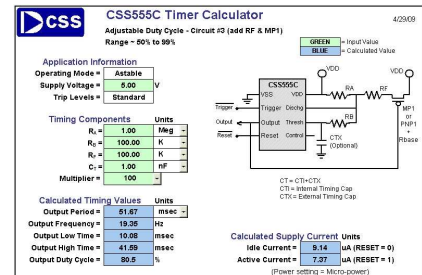 CSS
CSS555C Timer Calculator
4/29/09
Adjustable Duty Cycle - Circuit #3 (add RF & MP1)
Range ~ 50% to 99%
GREEN = Input Value
BLUE = Calculated Value
Application Information
Operating Mode = Astable
Supply Voltage = 5.00 V
Trip Levels = Standard
Timing Components Units
RA = 1.00 Meg
RB = 100.00 K
RF = 100.00 K
CT = 1.00 nF
Multiplier = 100
VDD
VDD
CSS555C
VSS VDD
Trigger Trigger Dischg
Output Output Thresh
Reset Reset Control
RA
RF
RB
CTX
(Optional)
MP1
or
PNP1
+
Rbase
CT = CTI+CTX
CTI = Internal Timing Cap
CTX = External Timing Cap
Calculated Timing Values Units
Output Period = 51.67 msec
Output Frequency = 19.35 Hz
Output Low Time = 10.08 msec
Output High Time = 41.59 msec
Output Duty Cycle = 80.5 %
Calculated Supply Current Units
Idle Current = 9.14 uA (RESET = 0)
Active Current = 7.37 uA (RESET = 1)
(Power setting = Micro-power)